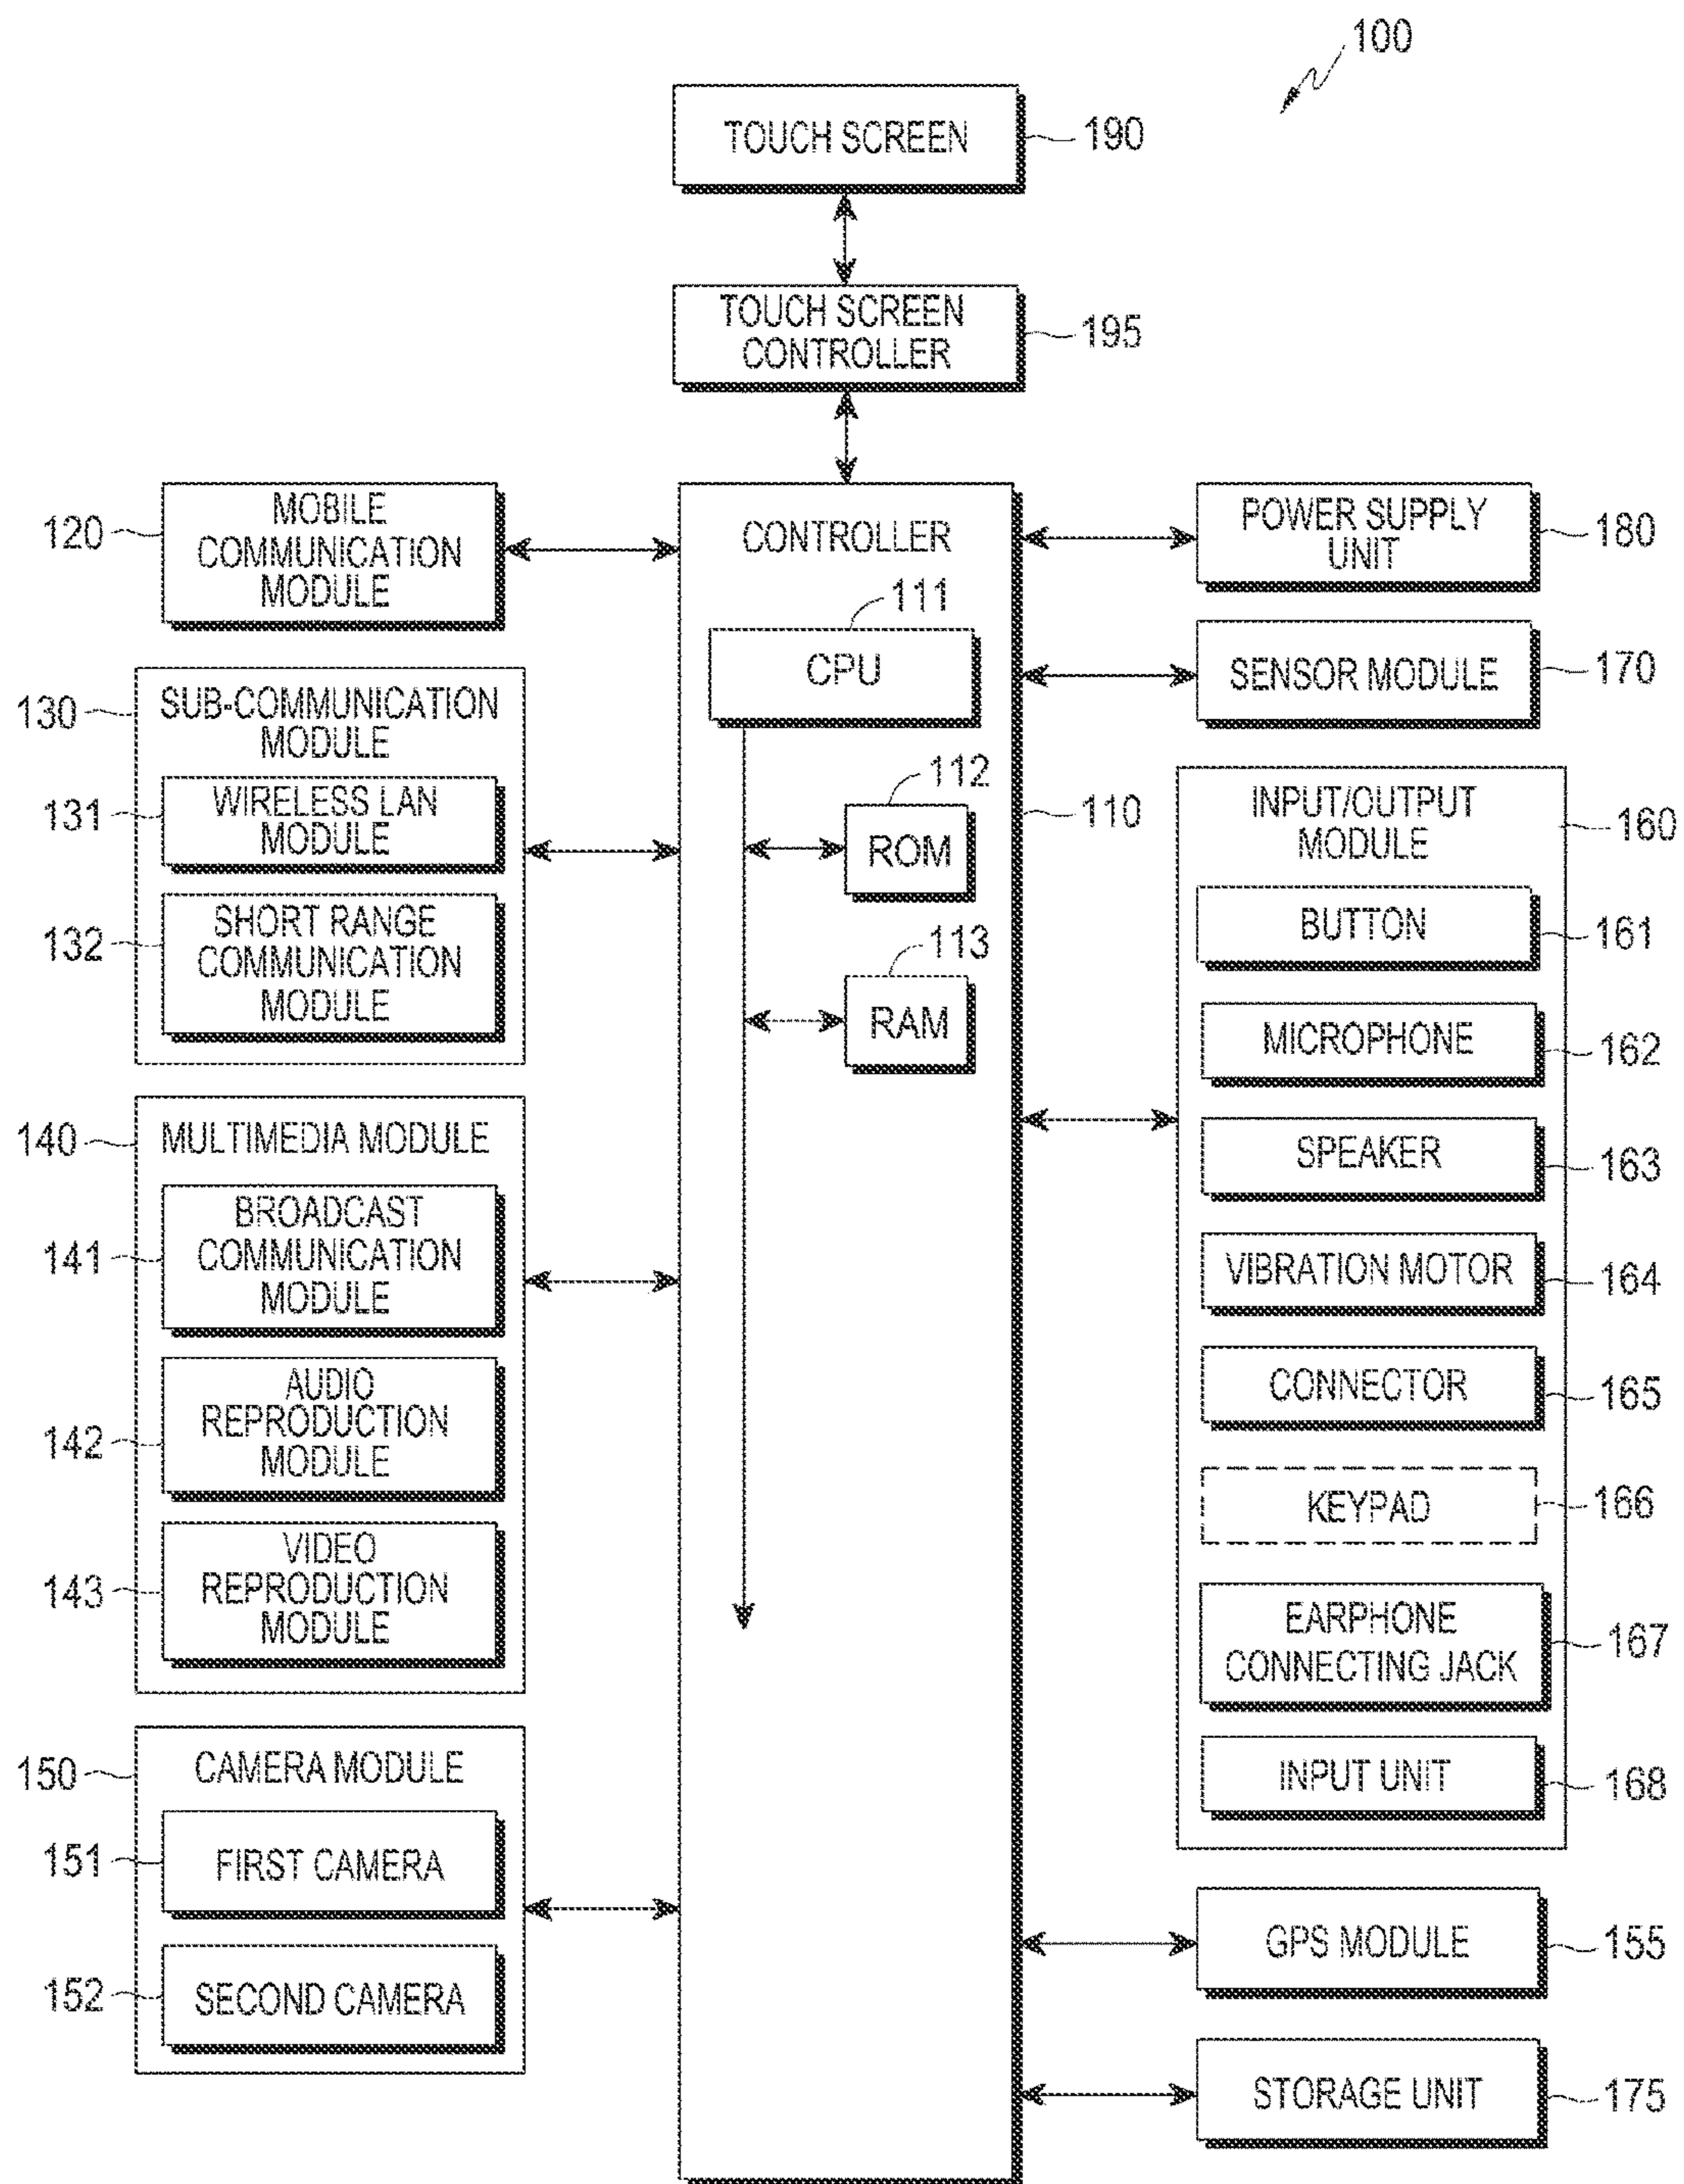 100
TOUCH SCREEN
190
TOUCH SCREEN
CONTROLLER
195
120
MOBILE
COMMUNICATION
MODULE
130
SUB-COMMUNICATION
MODULE
131
WIRELESS LAN
MODULE
132
SHORT RANGE
COMMUNICATION
MODULE
140
MULTIMEDIA MODULE
141
BROADCAST
COMMUNICATION
MODULE
142
AUDIO
REPRODUCTION
MODULE
143
VIDEO
REPRODUCTION
MODULE
150
CAMERA MODULE
151
FIRST CAMERA
152
SECOND CAMERA
CONTROLLER
111
CPU
112
ROM
113
RAM
110
POWER SUPPLY
UNIT
180
SENSOR MODULE
170
INPUT/OUTPUT
MODULE
160
BUTTON
161
MICROPHONE
162
SPEAKER
163
VIBRATION MOTOR
164
CONNECTOR
165
KEYPAD
166
EARPHONE
CONNECTING JACK
167
INPUT UNIT
168
GPS MODULE
155
STORAGE UNIT
175